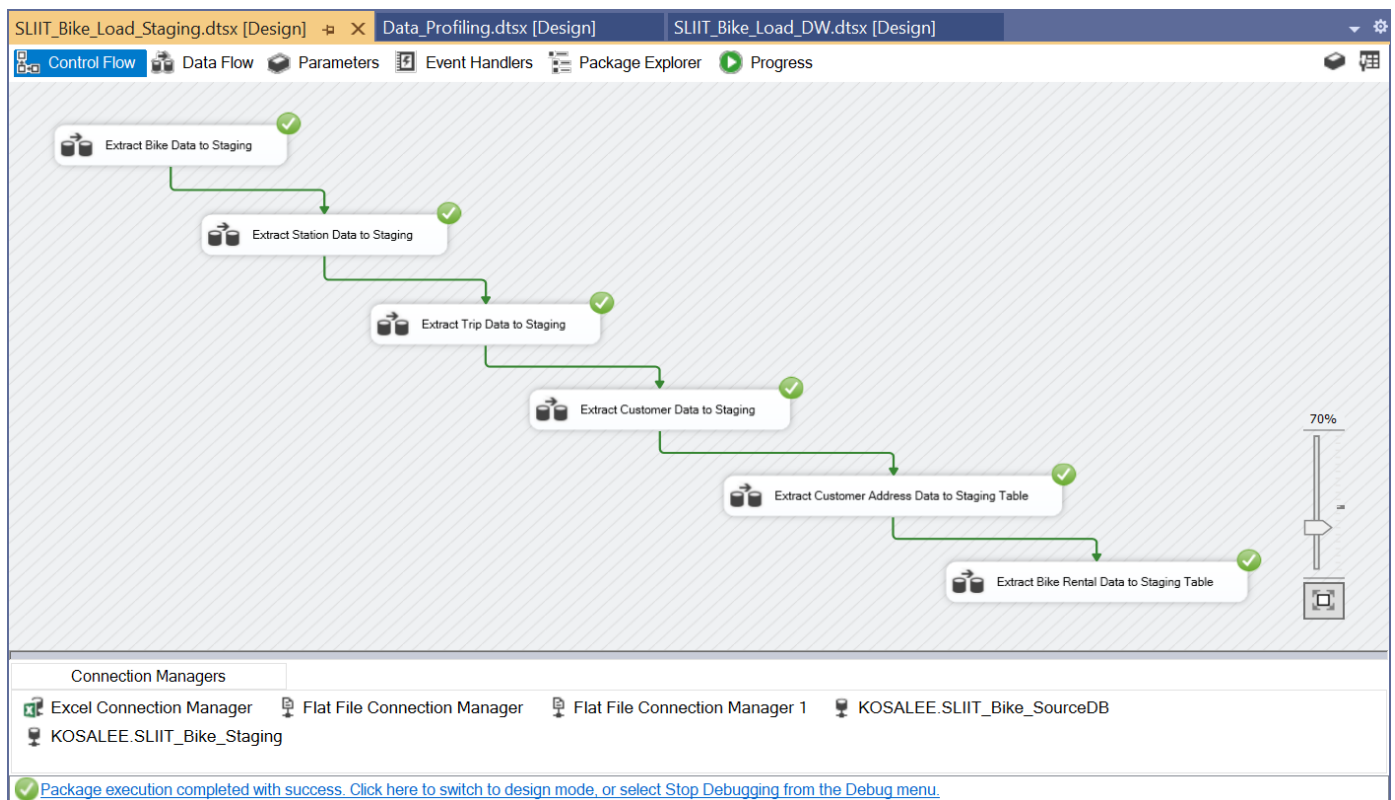 SLIIT_Bike_Load_Staging.dtsx [Design] Data_Profiling.dtsx [Design] SLIIT_Bike_Load_DW.dtsx [Design]
Control Flow Data Flow Parameters Event Handlers Package Explorer Progress
Extract Bike Data to Staging
Extract Station Data to Staging
Extract Trip Data to Staging
Extract Customer Data to Staging
70%
Extract Customer Address Data to Staging Table
Extract Bike Rental Data to Staging Table
Connection Managers
Excel Connection Manager Flat File Connection Manager Flat File Connection Manager 1 KOSALEE.SLIIT_Bike_SourceDB
KOSALEE.SLIIT_Bike_Staging
Package execution completed with success. Click here to switch to design mode, or select Stop Debugging from the Debug menu.